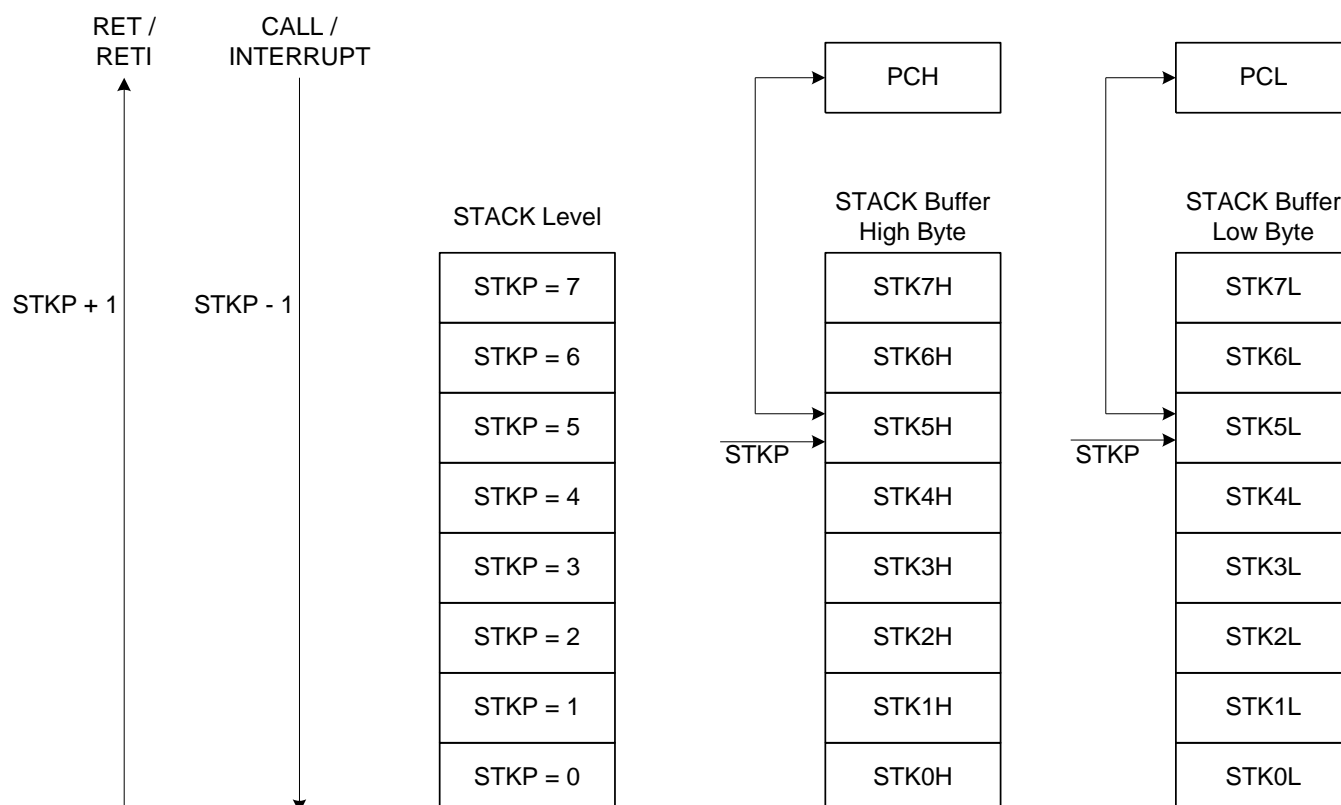 RET /
RETI
CALL /
INTERRUPT
PCH
PCL
STACK Level
STACK Buffer
High Byte
STACK Buffer
Low Byte
STKP + 1
STKP - 1
STKP = 7
STK7H
STK7L
STKP = 6
STK6H
STK6L
STKP = 5
STKP
STK5H
STKP
STK5L
STKP = 4
STK4H
STK4L
STKP = 3
STK3H
STK3L
STKP = 2
STK2H
STK2L
STKP = 1
STK1H
STK1L
STKP = 0
STK0H
STK0L